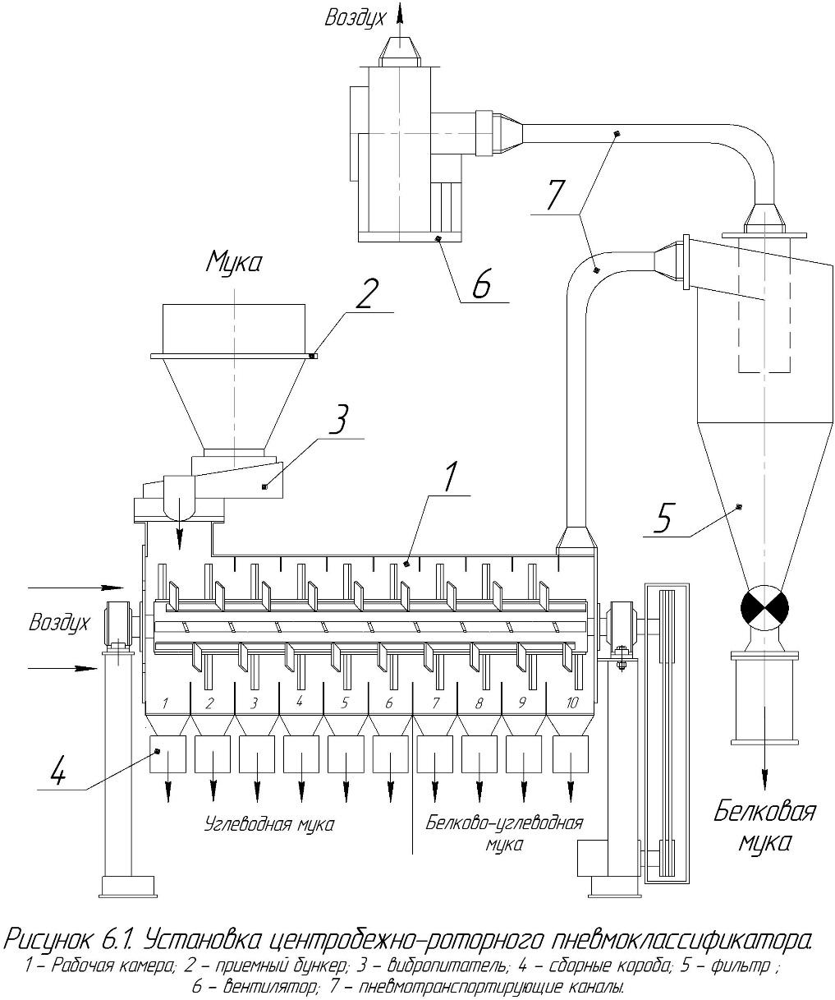 Воздух
7
Мука
6
2
3
1
5
Воздух
1 2 3 4 5 6 7 8 9 10
4
Углеводная мука
Белково-углеводная
мука
Белковая
мука
Рисунок 6.1. Установка центробежно-роторного пневмоклассификатора.
1 - Рабочая камера; 2 - приемный бункер; 3 - вибропитатель; 4 - сборные короба; 5 - фильтр ;
6 - вентилятор; 7 - пневмотранспортирующие каналы.